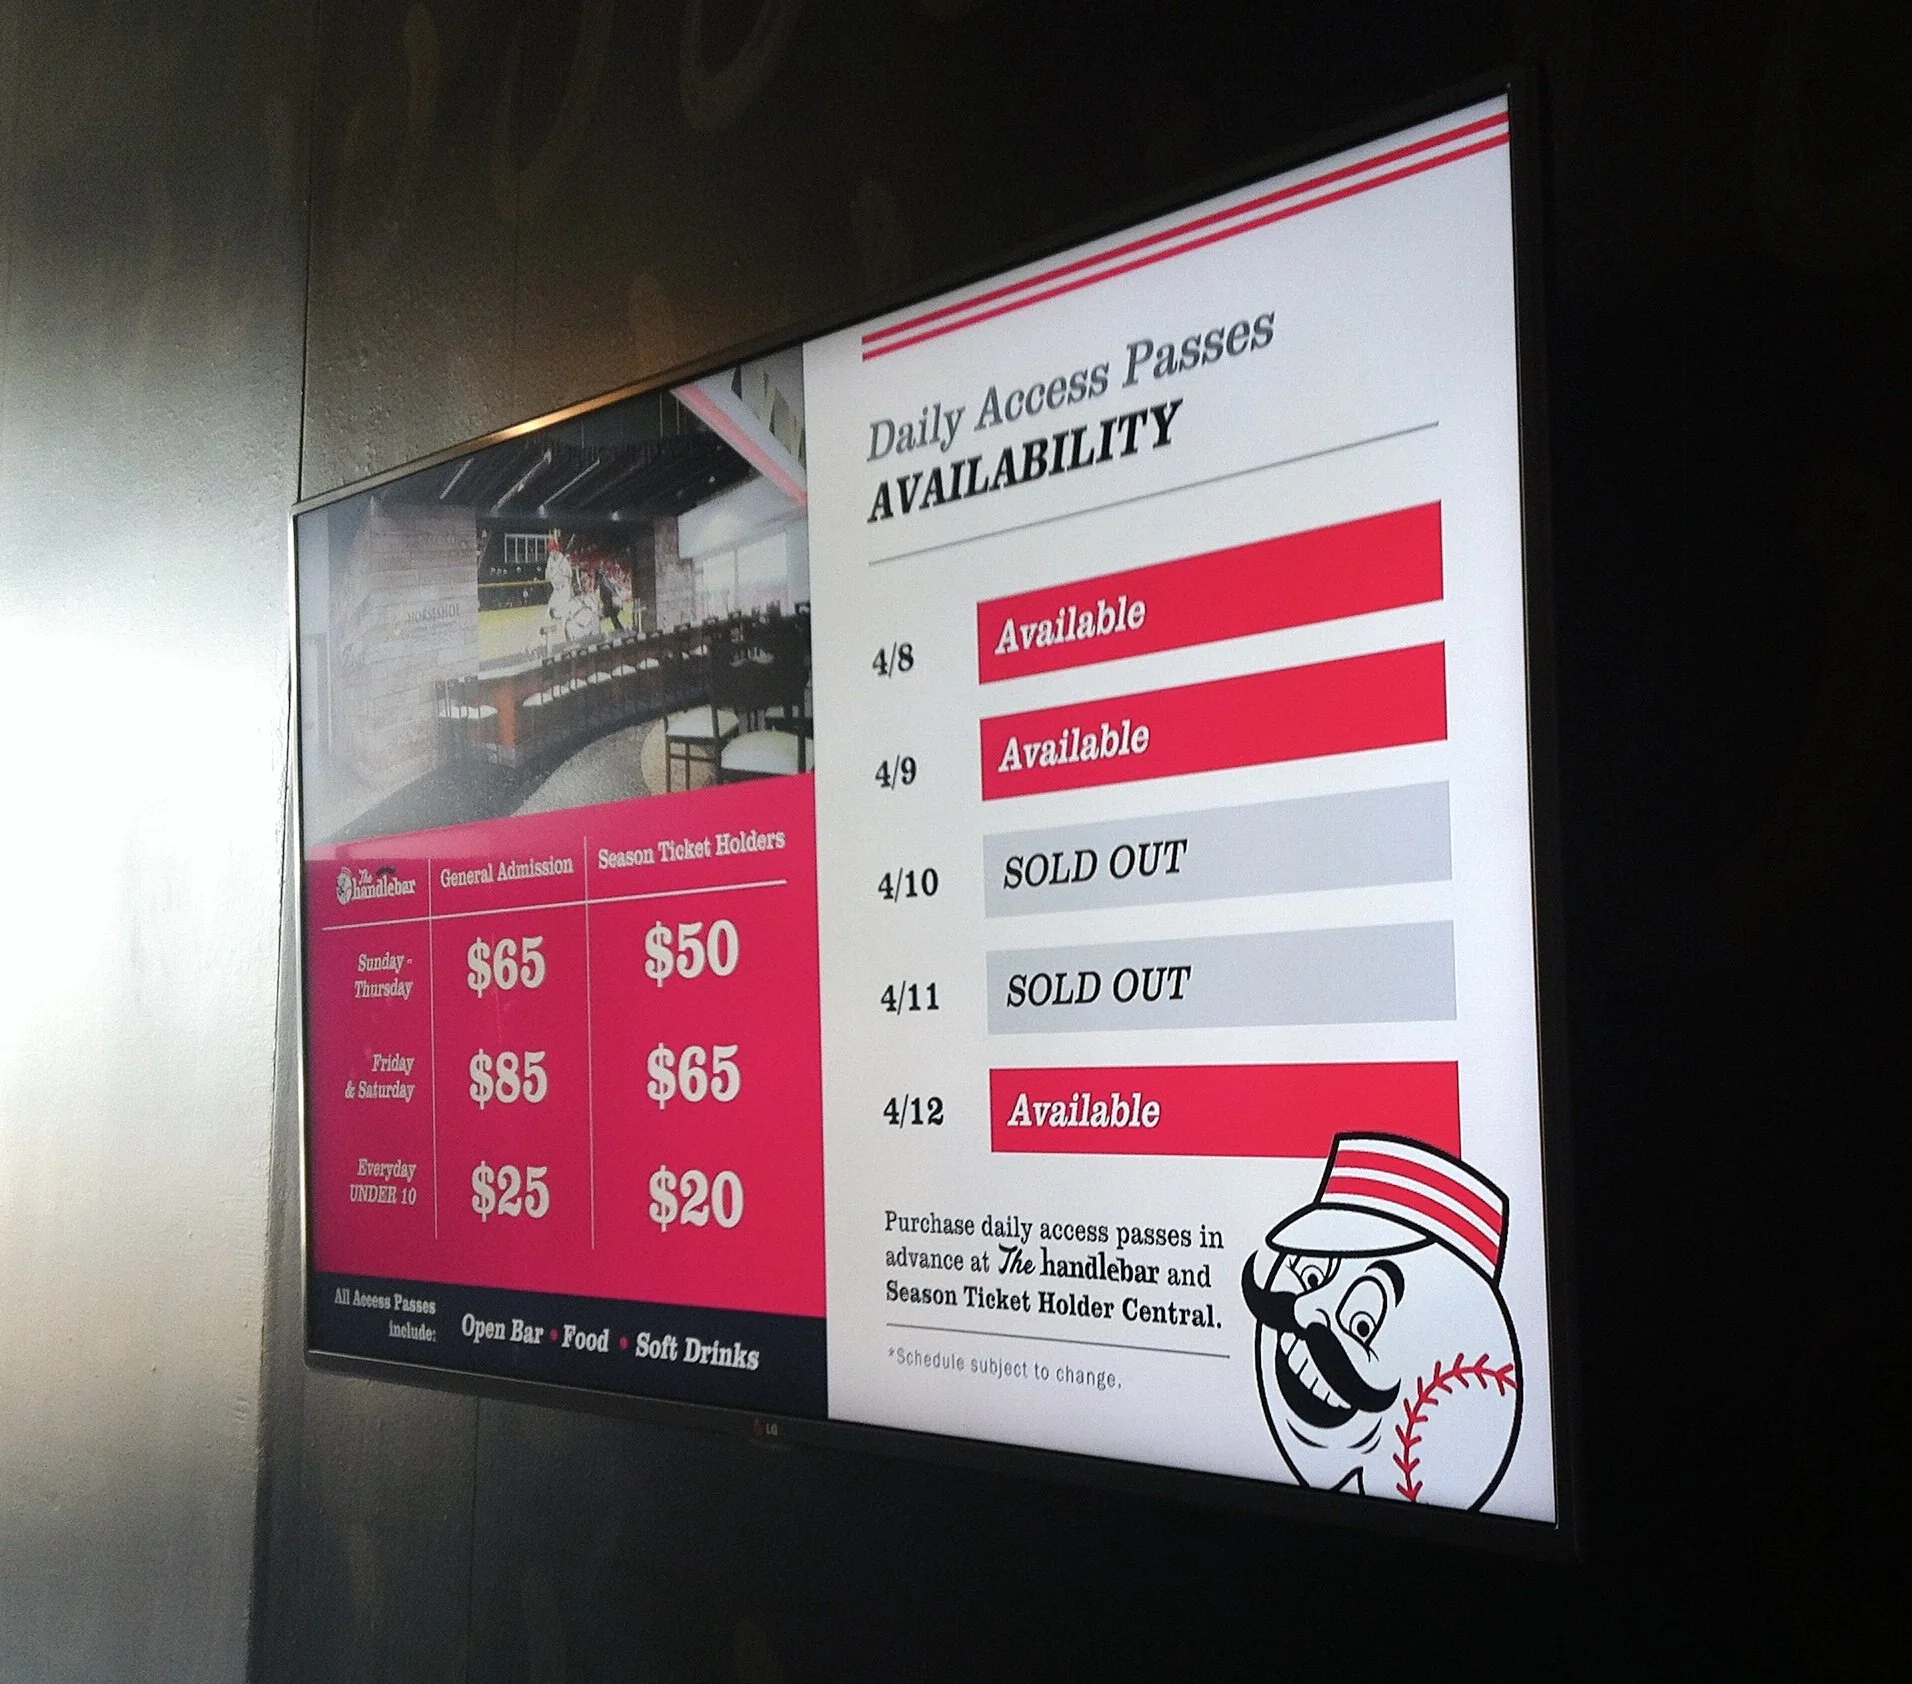 HORSESHOE
The
handlebar
General Admission
Season Ticket Holders
Sunday -
Thursday
$65
$50
Friday
& Saturday
$85
$65
Everyday
UNDER 10
$25
$20
All Access Passes
include:
Open Bar • Food • Soft Drinks
Daily Access Passes
AVAILABILITY
4/8
Available
4/9
Available
4/10
SOLD OUT
4/11
SOLD OUT
4/12
Available
Purchase daily access passes in
advance at The handlebar and
Season Ticket Holder Central.
*Schedule subject to change.
LG